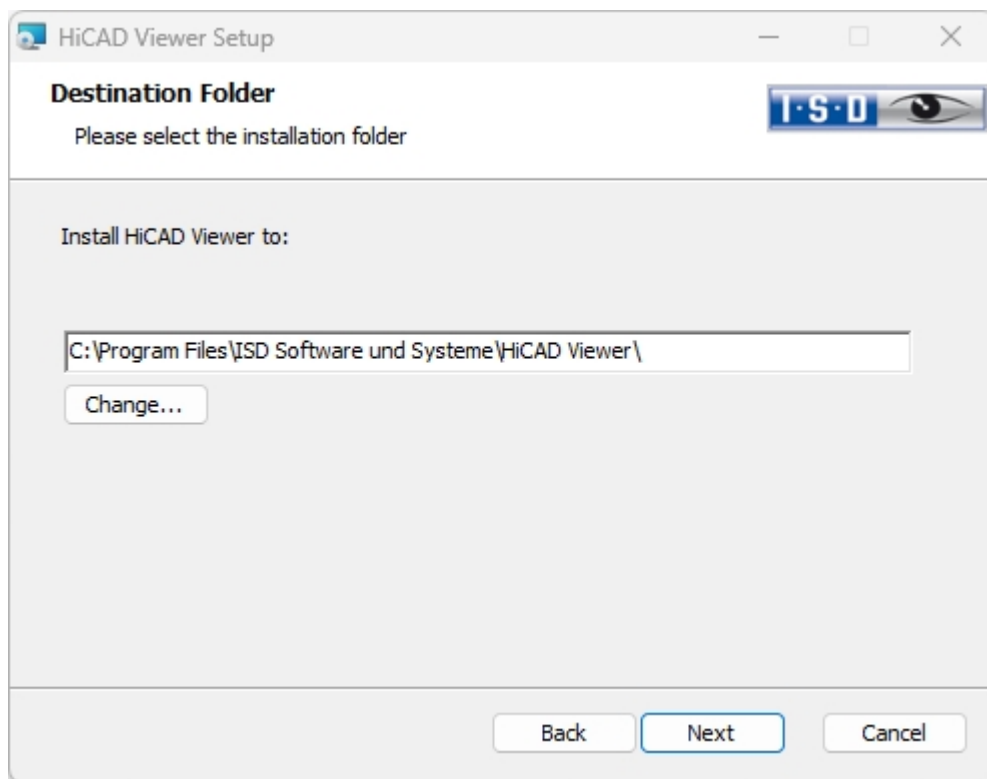 HiCAD Viewer Setup
Destination Folder
I·S·D
Please select the installation folder
Install HiCAD Viewer to:
C:\Program Files\ISD Software und Systeme\HiCAD Viewer\
Change...
Back Next Cancel